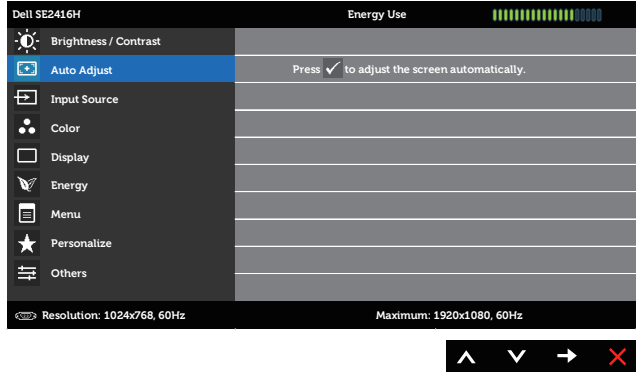 Dell SE2416H Energy Use
Brightness / Contrast
Auto Adjust Press to adjust the screen automatically.
Input Source
Color
Display
Energy
Menu
Personalize
Others
Resolution: 1024x768, 60Hz Maximum: 1920x1080, 60Hz